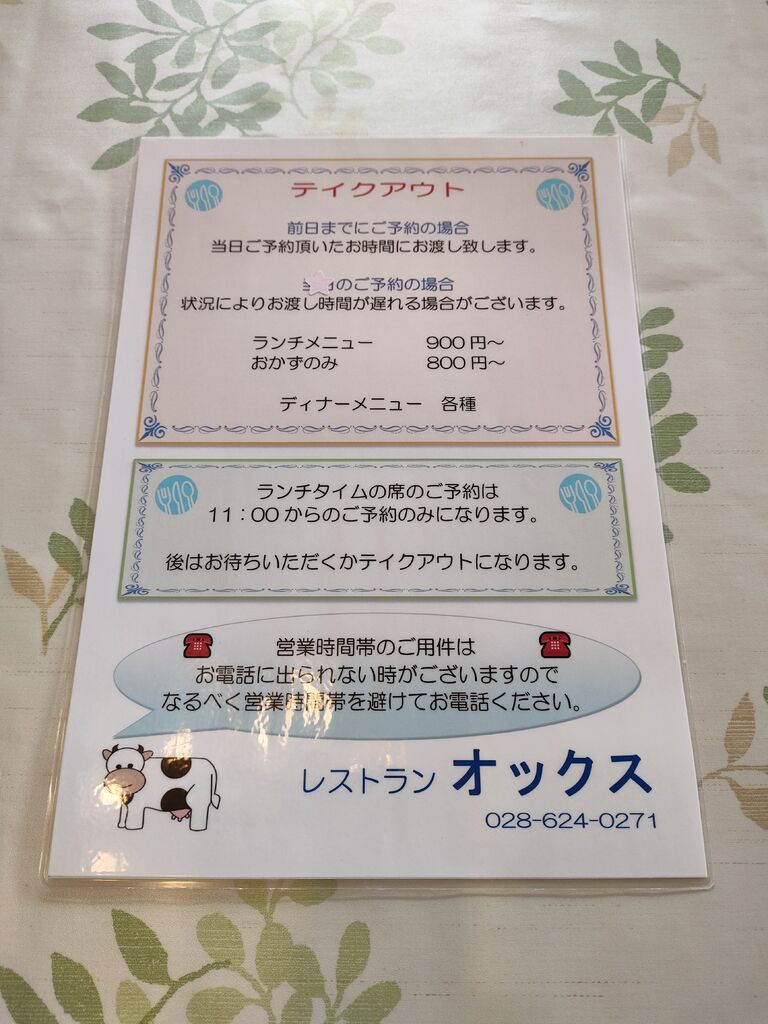 テイクアウト
前日までにご予約の場合
当日ご予約頂いたお時間にお渡し致します。
当日のご予約の場合
状況によりお渡し時間が遅れる場合がございます。
ランチメニュー 900円～
おかずのみ 800円～
ディナーメニュー 各種
ランチタイムの席のご予約は
11：00からのご予約のみになります。
後はお待ちいただくかテイクアウトになります。
営業時間帯のご用件は
お電話に出られない時がございますので
なるべく営業時間帯を避けてお電話ください。
レストラン オックス
028-624-0271